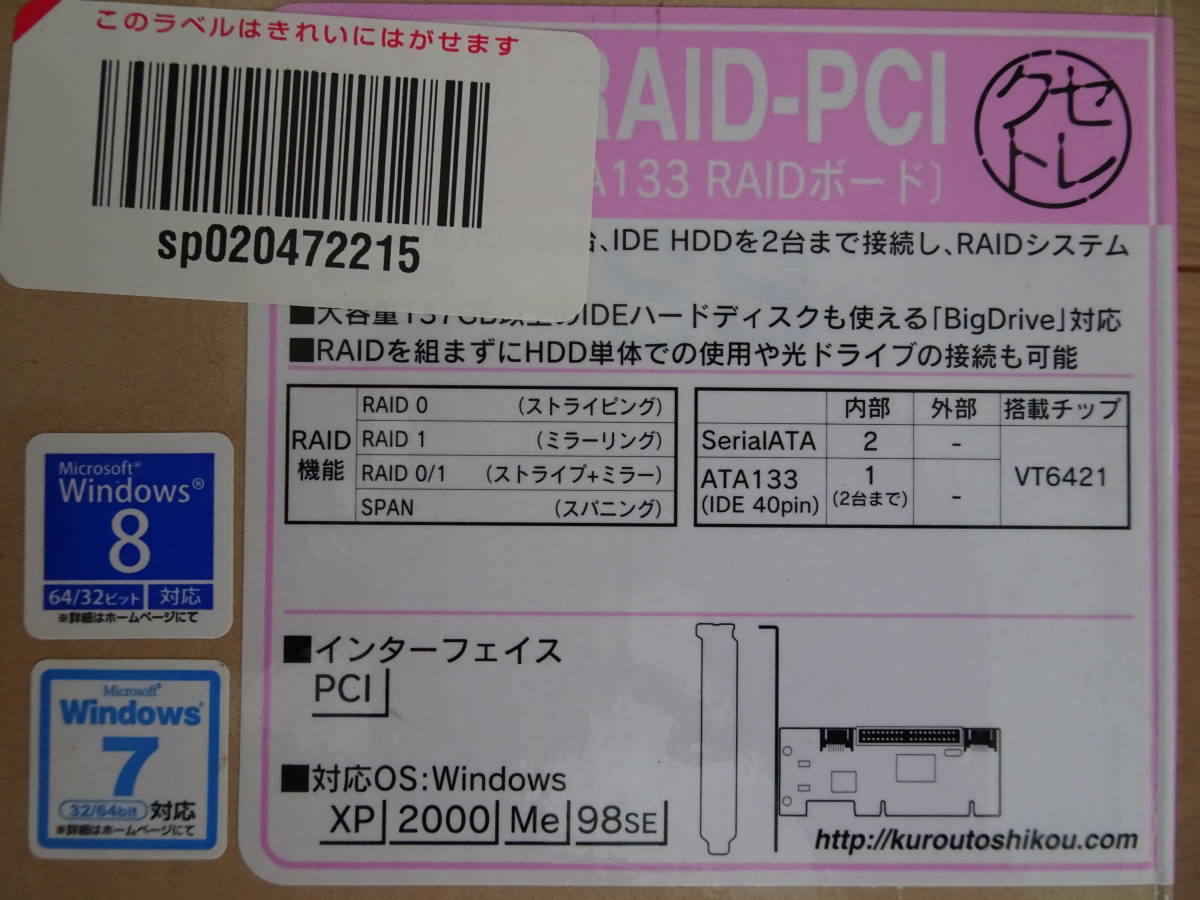 このラベルはきれいにはがせます
sp020472215
RAID-PCI
A133 RAIDボード〕
クセトレ
台、IDE HDDを2台まで接続し、RAIDシステム
■大容量137GB以上のIDEハードディスクも使える「BigDrive」対応
■RAIDを組まずにHDD単体での使用や光ドライブの接続も可能
RAID機能
RAID 0 (ストライピング)
RAID 1 (ミラーリング)
RAID 0/1 (ストライプ+ミラー)
SPAN (スパニング)
内部 外部 搭載チップ
SerialATA 2 - VT6421
ATA133 1 -
(IDE 40pin) (2台まで)
Microsoft®
Windows®
8
64/32ビット 対応
※詳細はホームページにて
Microsoft®
Windows®
7
32/64bit 対応
※詳細はホームページにて
■インターフェイス
PCI
■対応OS:Windows
XP 2000 Me 98SE
http://kuroutoshikou.com